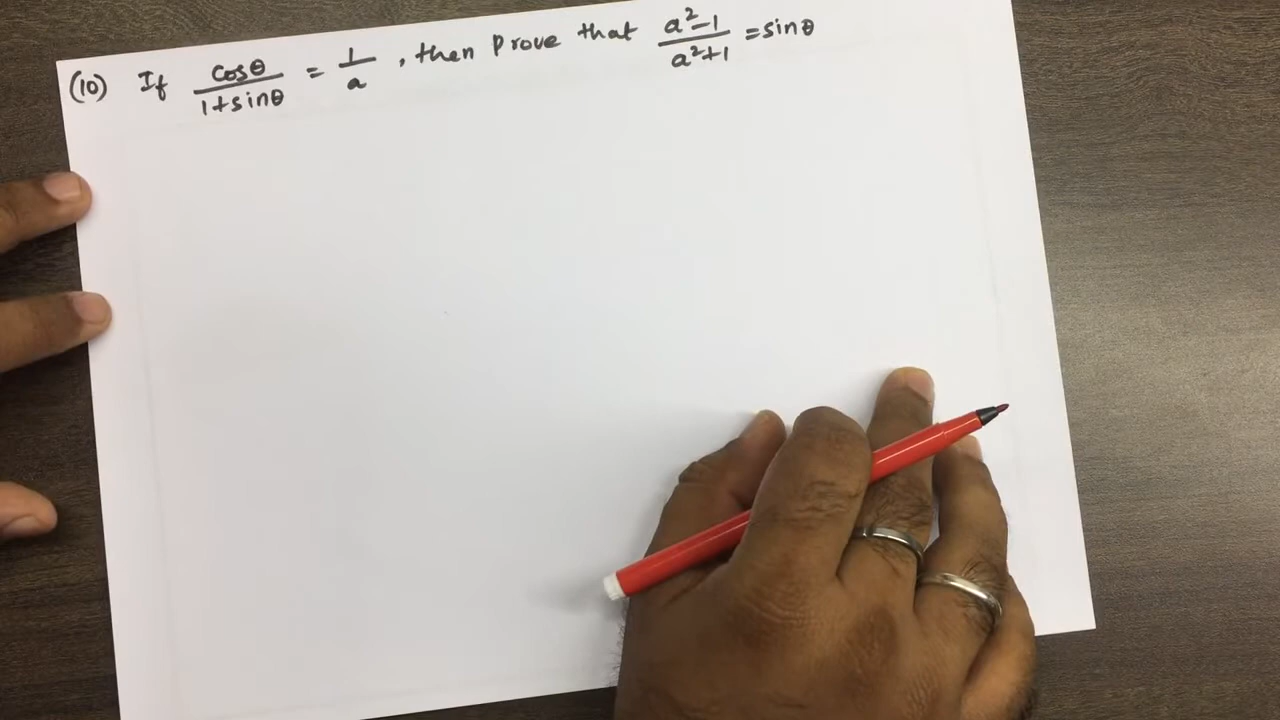 (10) If cosθ/1+sinθ = 1/a, then prove that a²-1/a²+1 = sinθ